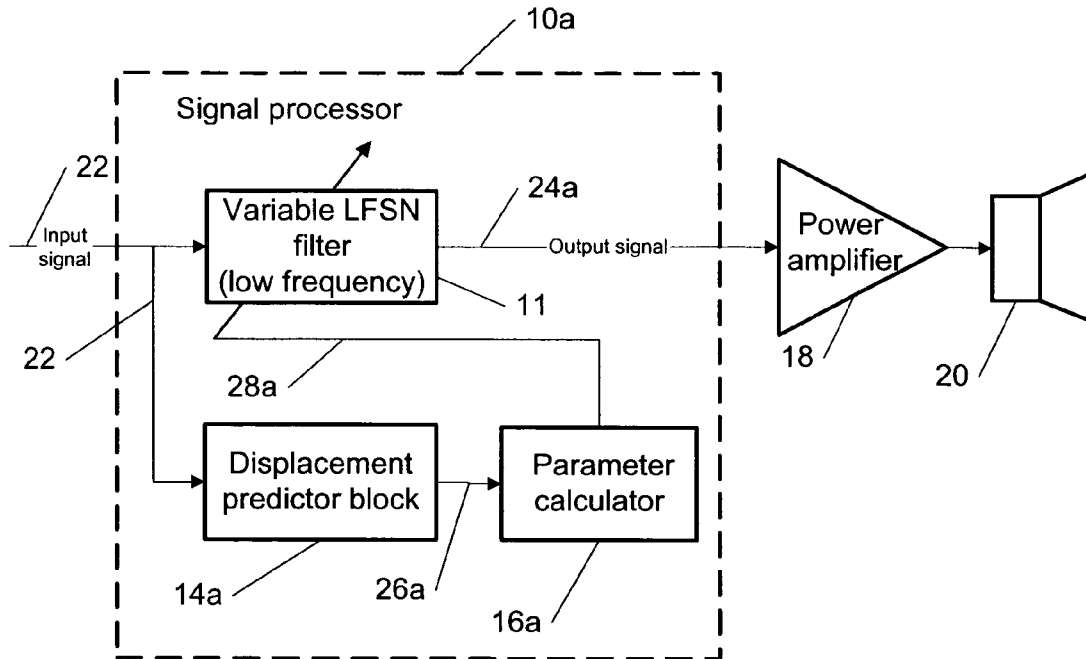 10a
Signal processor
22
Input
signal
Variable LFSN
filter
(low frequency)
24a
Output signal
11
Power
amplifier
18
20
22
28a
Displacement
predictor block
Parameter
calculator
14a
26a
16a